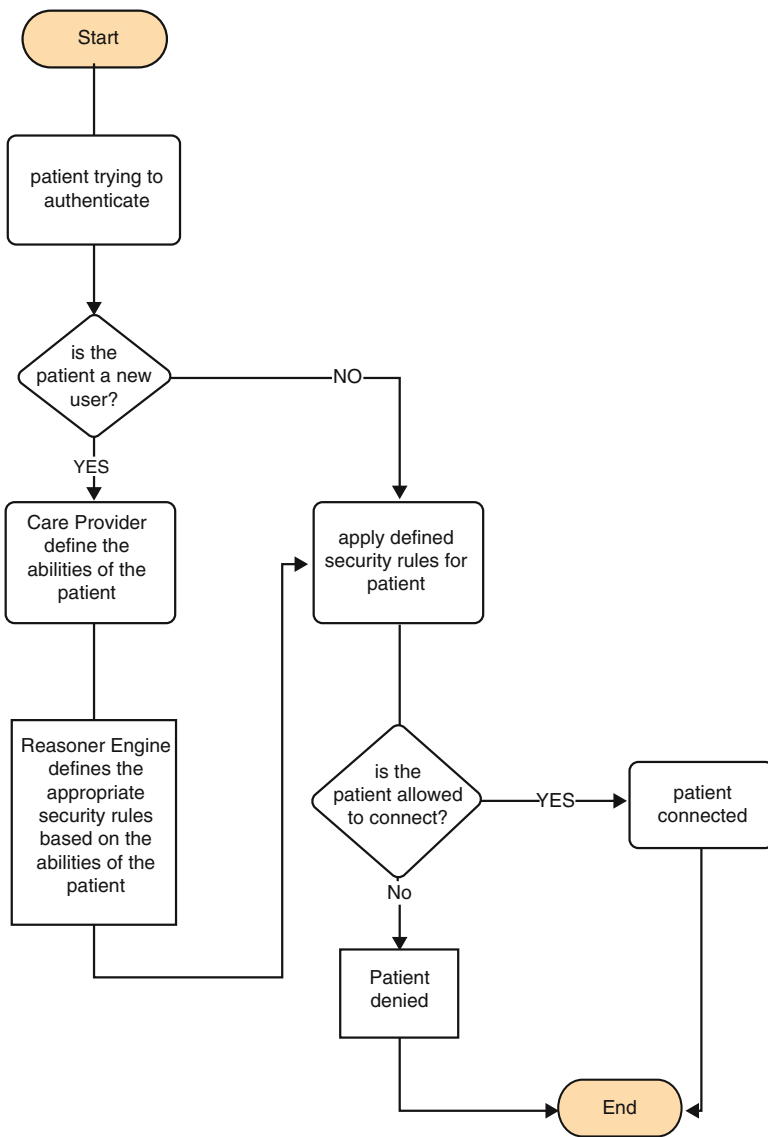 Start
patient trying to
authenticate
is the
patient a new
user?
NO
YES
Care Provider
define the
abilities of the
patient
apply defined
security rules for
patient
Reasoner Engine
defines the
appropriate
security rules
based on the
abilities of the
patient
is the
patient allowed
to connect?
YES
patient
connected
No
Patient
denied
End